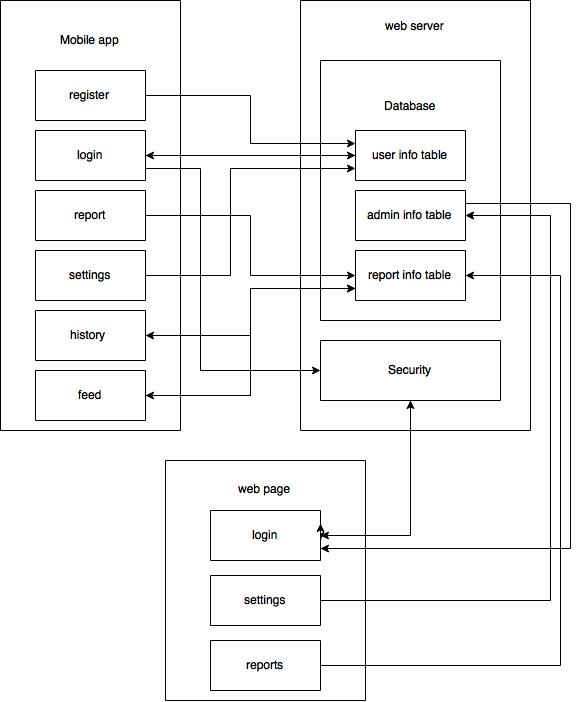 Mobile app
register
login
report
settings
history
feed
web server
Database
user info table
admin info table
report info table
Security
web page
login
settings
reports